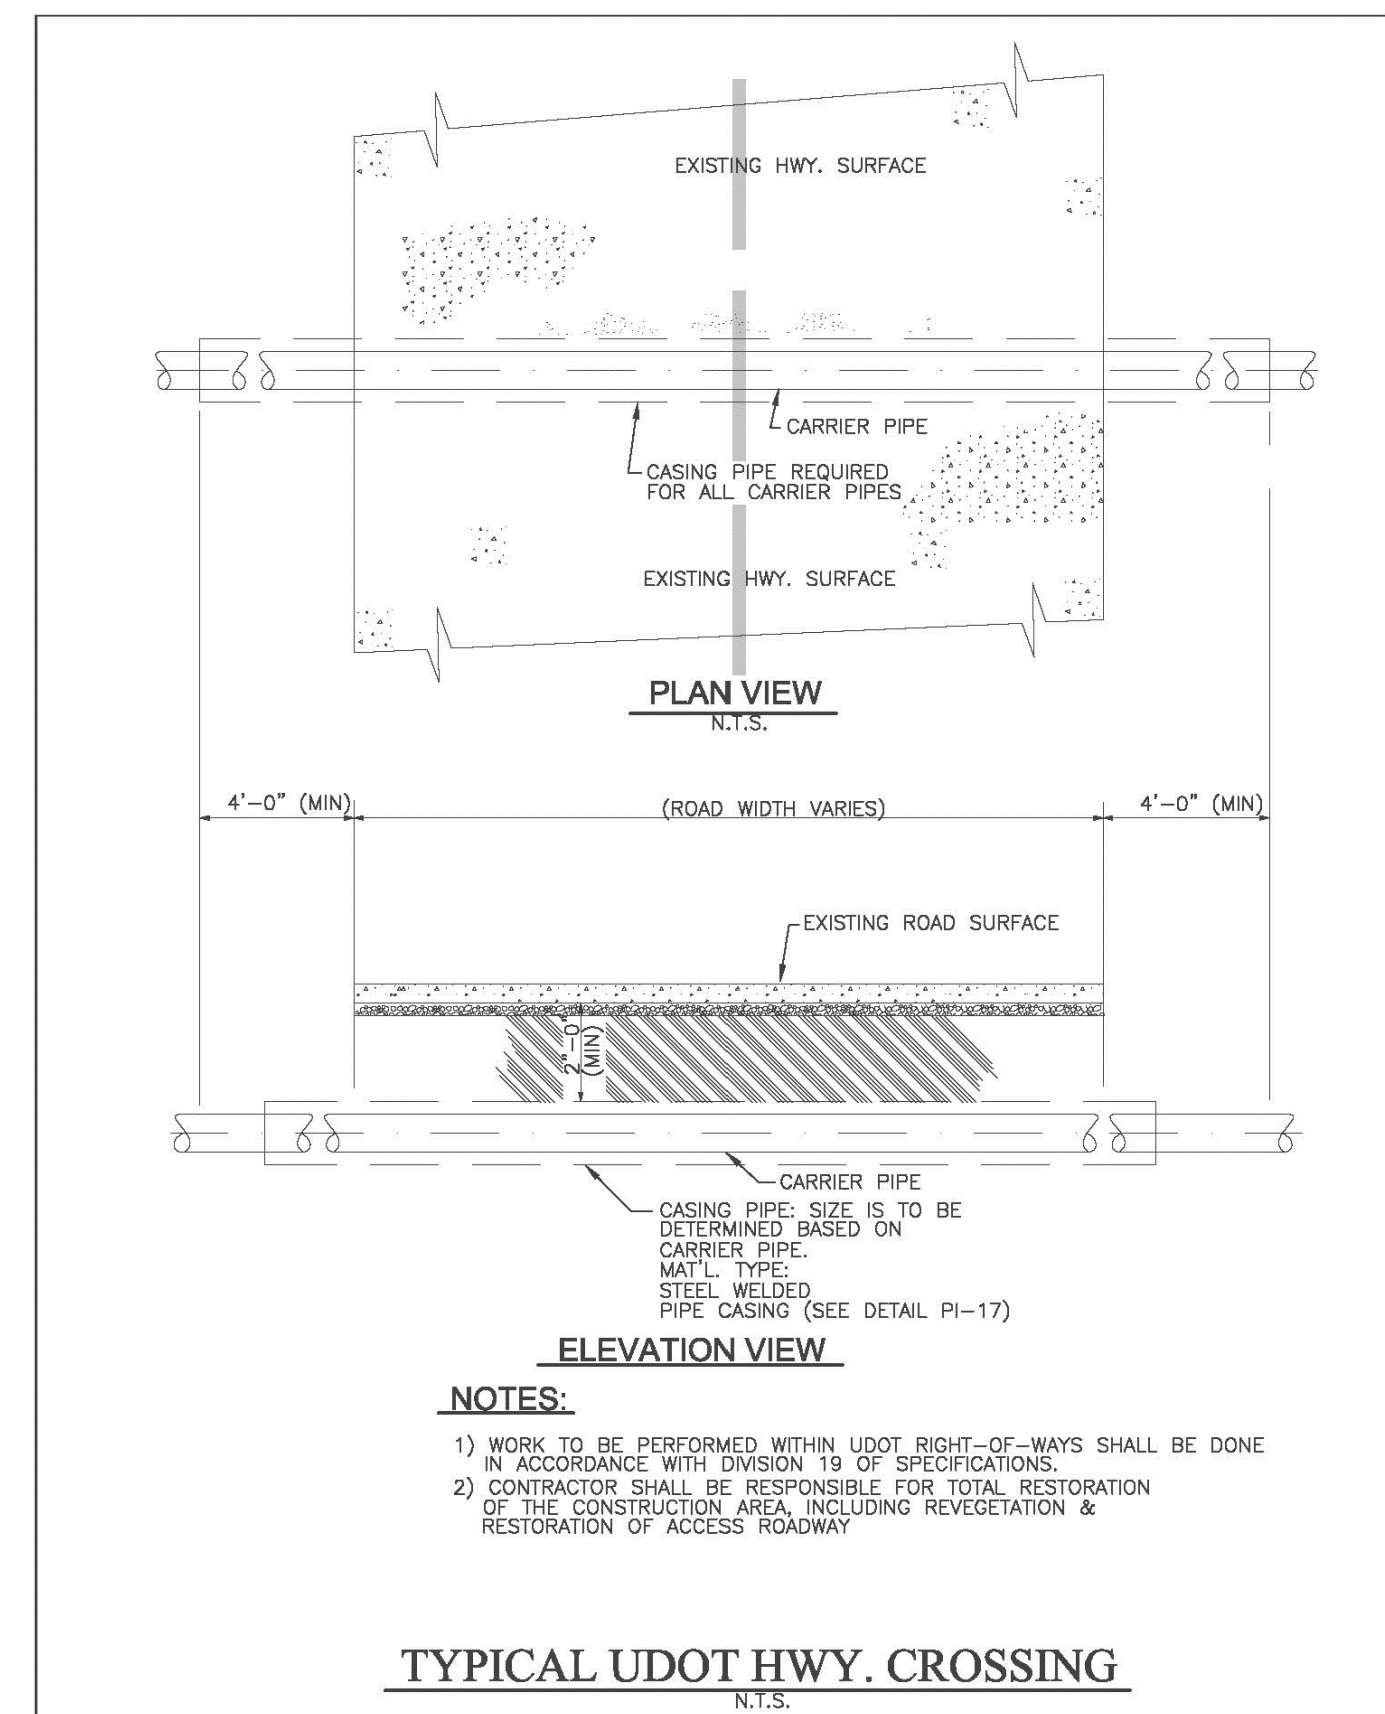 EXISTING HWY. SURFACE
CARRIER PIPE
CASING PIPE REQUIRED
FOR ALL CARRIER PIPES
EXISTING HWY. SURFACE
PLAN VIEW
N.T.S.
4'-0" (MIN)
(ROAD WIDTH VARIES)
4'-0" (MIN)
EXISTING ROAD SURFACE
2"-0"
(MIN)
CARRIER PIPE
CASING PIPE: SIZE IS TO BE
DETERMINED BASED ON
CARRIER PIPE.
MAT'L. TYPE:
STEEL WELDED
PIPE CASING (SEE DETAIL PI-17)
ELEVATION VIEW
NOTES:
1) WORK TO BE PERFORMED WITHIN UDOT RIGHT-OF-WAYS SHALL BE DONE
IN ACCORDANCE WITH DIVISION 19 OF SPECIFICATIONS.
2) CONTRACTOR SHALL BE RESPONSIBLE FOR TOTAL RESTORATION
OF THE CONSTRUCTION AREA, INCLUDING REVEGETATION &
RESTORATION OF ACCESS ROADWAY
TYPICAL UDOT HWY. CROSSING
N.T.S.